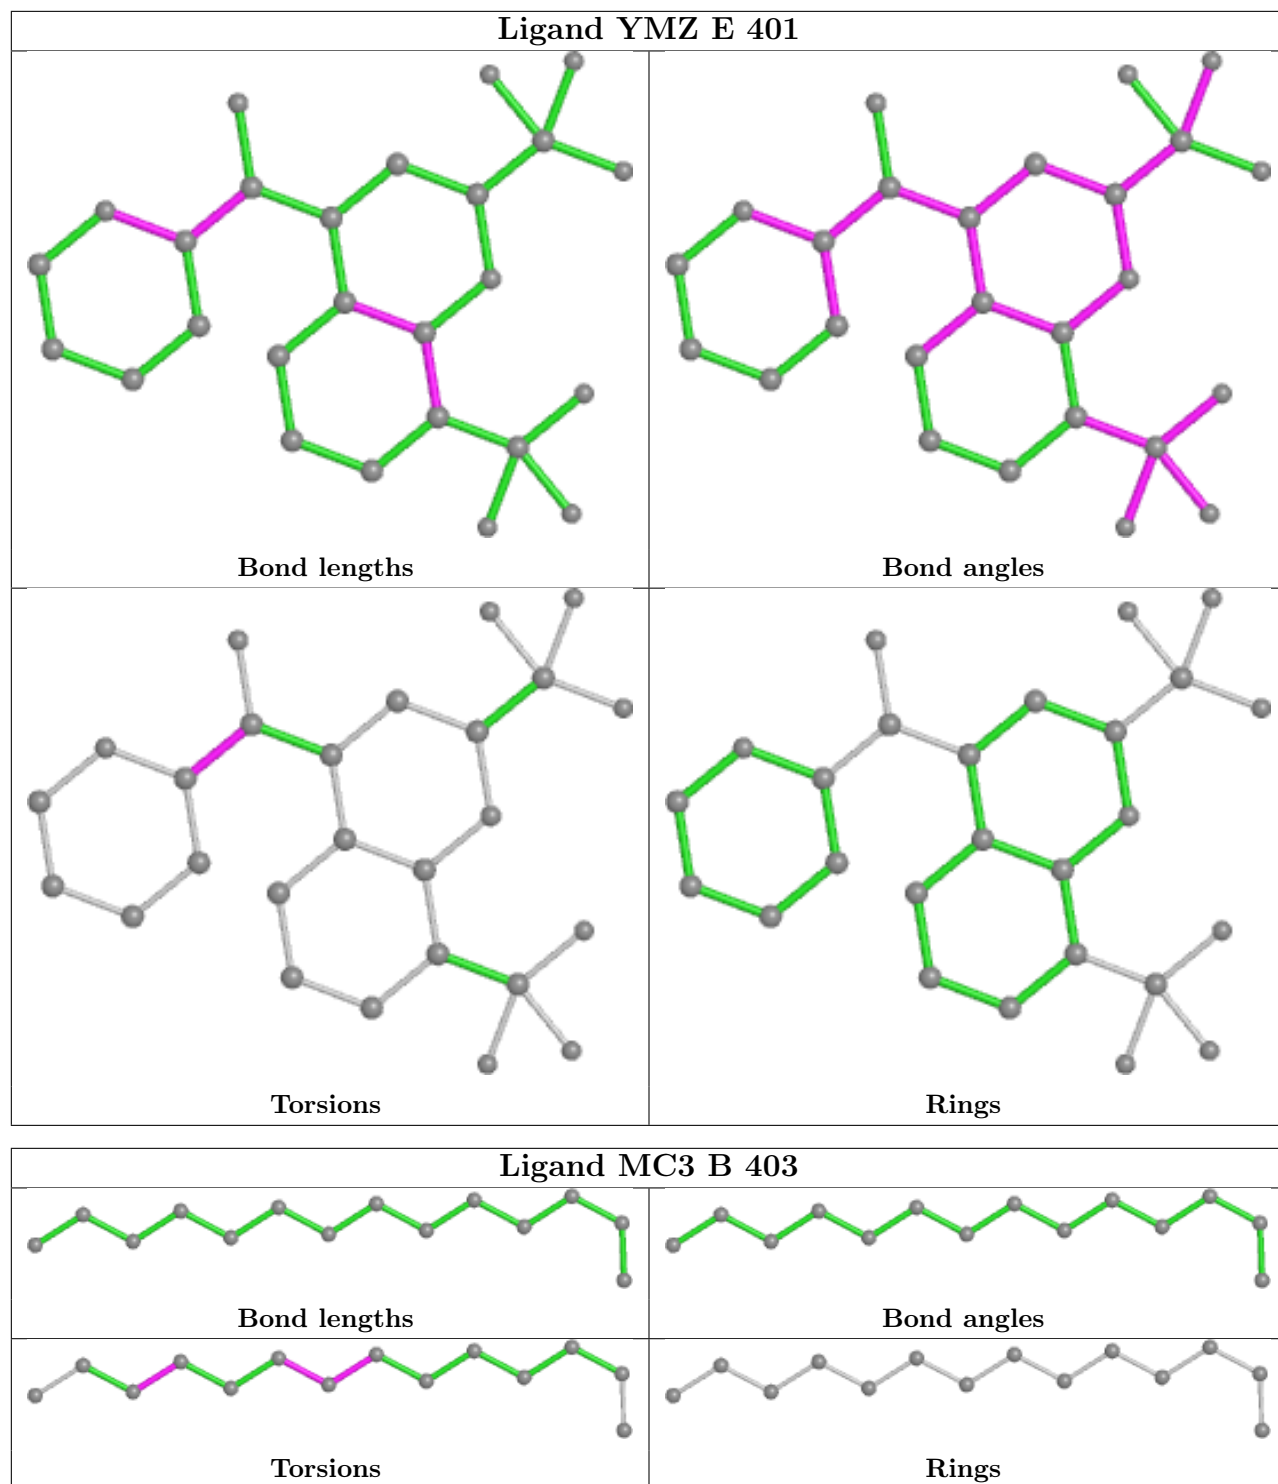 Ligand YMZ E 401
Bond lengths
Bond angles
Torsions
Rings
Ligand MC3 B 403
Bond lengths
Bond angles
Torsions
Rings